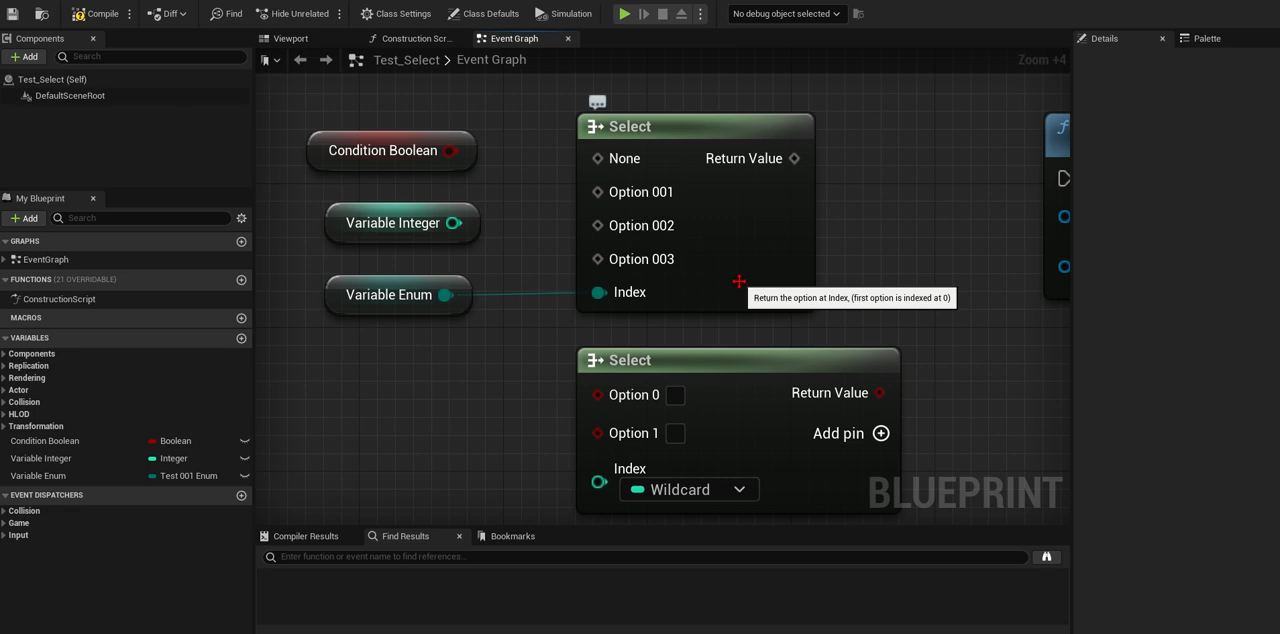 Compile
Diff
Find
Hide Unrelated
Class Settings
Class Defaults
Simulation
No debug object selected
Components
Add
Search
Test_Select (Self)
DefaultSceneRoot
My Blueprint
Add
Search
GRAPHS
EventGraph
FUNCTIONS (21 OVERRIDABLE)
ConstructionScript
MACROS
VARIABLES
Components
Replication
Rendering
Actor
Collision
HLOD
Transformation
Condition Boolean Boolean
Variable Integer Integer
Variable Enum Test 001 Enum
EVENT DISPATCHERS
Collision
Game
Input
Viewport
Construction Scr...
Event Graph
Test_Select > Event Graph
Zoom +4
Condition Boolean
Variable Integer
Variable Enum
Select
None Return Value
Option 001
Option 002
Option 003
Index
Return the option at Index, (first option is indexed at 0)
Select
Option 0 Return Value
Option 1 Add pin
Index
Wildcard
BLUEPRINT
f
Compiler Results
Find Results
Bookmarks
Enter function or event name to find references...
Details
Palette